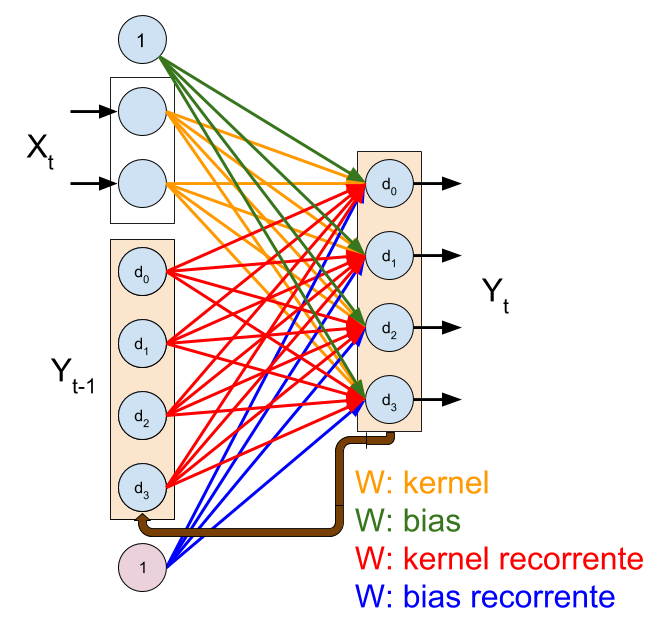 1
X_t
d_0
d_1
d_2
d_3
Y_t-1
d_0
d_1
d_2
d_3
1
Y_t
W: kernel
W: bias
W: kernel recorrente
W: bias recorrente